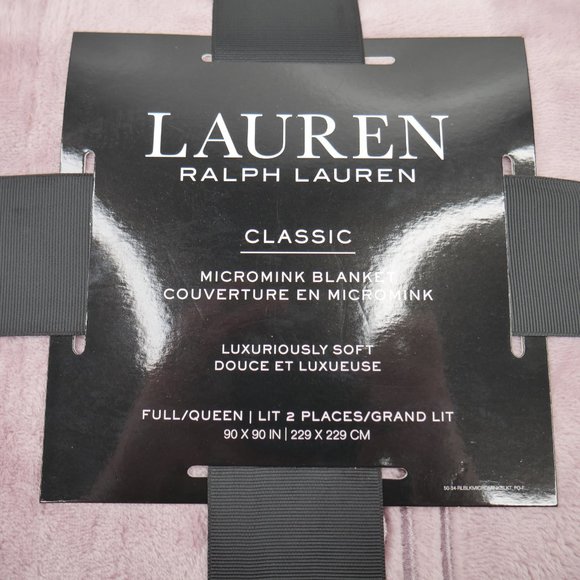 LAUREN
RALPH LAUREN
CLASSIC
MICROMINK BLANKET
COUVERTURE EN MICROMINK
LUXURIOUSLY SOFT
DOUCE ET LUXUEUSE
FULL/QUEEN | LIT 2 PLACES/GRAND LIT
90 X 90 IN | 229 X 229 CM